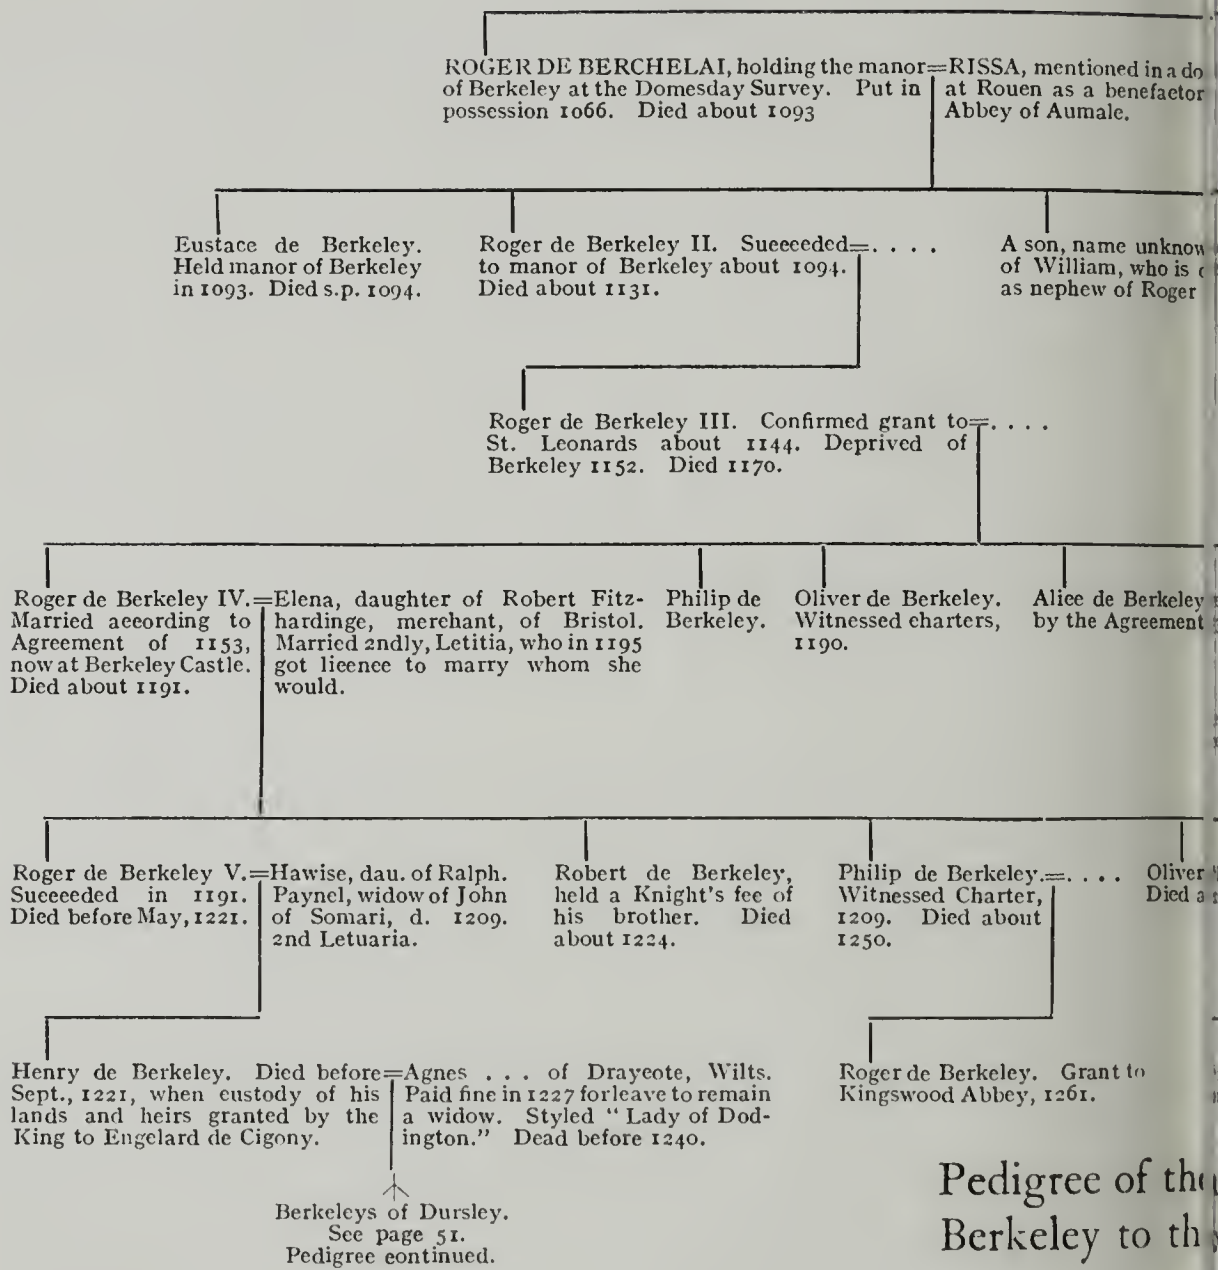 ROGER DE BERCHELAI, holding the manor=RISSA, mentioned in a do
of Berkeley at the Domesday Survey. Put in at Rouen as a benefactor
possession 1066. Died about 1093 Abbey of Aumale.
Eustace de Berkeley.
Held manor of Berkeley
in 1093. Died s.p. 1094.
Roger de Berkeley II. Succeeded=. . . .
to manor of Berkeley about 1094.
Died about 1131.
A son, name unknow
of William, who is
as nephew of Roger
Roger de Berkeley III. Confirmed grant to=. . . .
St. Leonards about 1144. Deprived of
Berkeley 1152. Died 1170.
Roger de Berkeley IV.=
Married according to
Agreement of 1153,
now at Berkeley Castle.
Died about 1191.
Elena, daughter of Robert Fitz-
hardinge, merchant, of Bristol.
Married 2ndly, Letitia, who in 1195
got licence to marry whom she
would.
Philip de
Berkeley.
Oliver de Berkeley.
Witnessed charters,
1190.
Alice de Berkeley
by the Agreement
Roger de Berkeley V.=
Succeeded in 1191.
Died before May, 1221.
Hawise, dau. of Ralph.
Paynel, widow of John
of Somari, d. 1209.
2nd Letuaria.
Robert de Berkeley,
held a Knight's fee of
his brother. Died
about 1224.
Philip de Berkeley.=. . . .
Witnessed Charter,
1209. Died about
1250.
Oliver
Died a
Henry de Berkeley. Died before=
Sept., 1221, when custody of his
lands and heirs granted by the
King to Engelard de Cigony.
Agnes . . . of Draycote, Wilts.
Paid fine in 1227 for leave to remain
a widow. Styled "Lady of Dod-
ington." Dead before 1240.
Roger de Berkeley. Grant to
Kingswood Abbey, 1261.
Berkeleys of Dursley.
See page 51.
Pedigree continued.
Pedigree of the
Berkeley to th